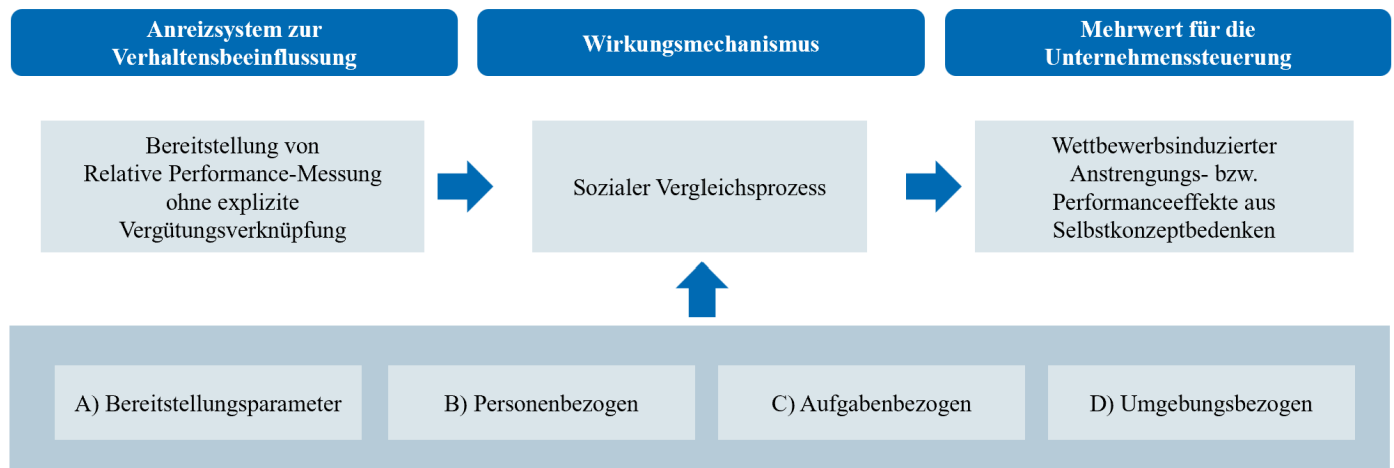 Anreizsystem zur
Verhaltensbeeinflussung
Wirkungsmechanismus
Mehrwert für die
Unternehmenssteuerung
Bereitstellung von
Relative Performance-Messung
ohne explizite
Vergütungsverknüpfung
Sozialer Vergleichsprozess
Wettbewerbsinduzierter
Anstrengungs- bzw.
Performanceeffekte aus
Selbstkonzeptbedenken
A) Bereitstellungsparameter
B) Personenbezogen
C) Aufgabenbezogen
D) Umgebungsbezogen